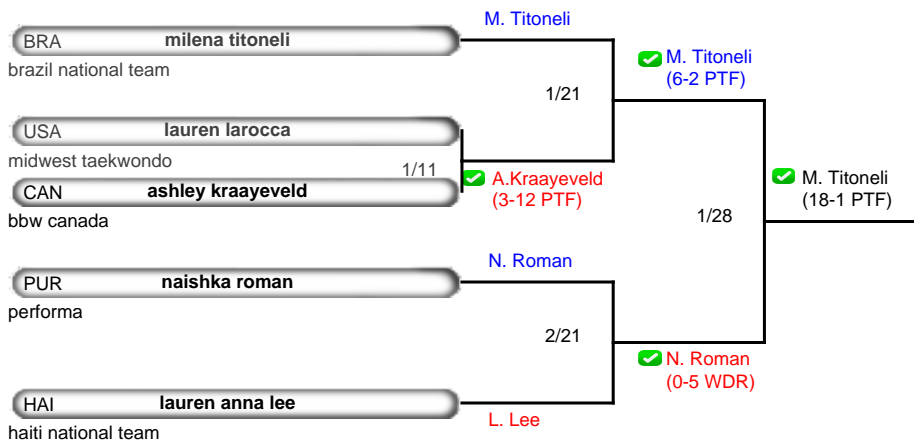 M. Titoneli
BRA milena titoneli
brazil national team
M. Titoneli
(6-2 PTF)
1/21
USA lauren larocca
midwest taekwondo
1/11
A.Kraayeveld
(3-12 PTF)
CAN ashley kraayeveld
bbw canada
M. Titoneli
(18-1 PTF)
1/28
N. Roman
PUR naishka roman
performa
2/21
N. Roman
(0-5 WDR)
HAI lauren anna lee
L. Lee
haiti national team